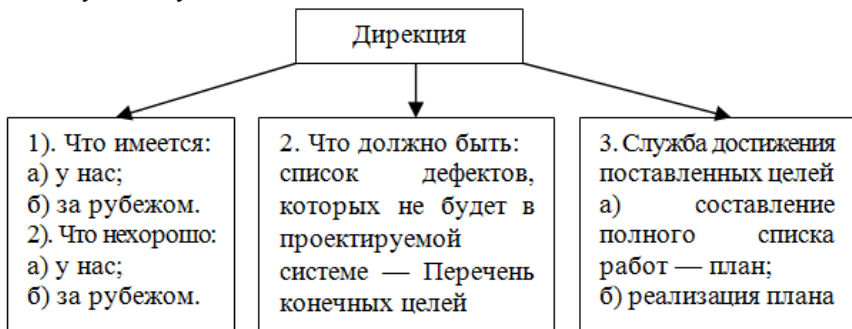 Дирекция
1). Что имеется:
а) у нас;
б) за рубежом.
2). Что нехорошо:
а) у нас;
б) за рубежом.
2. Что должно быть:
список дефектов,
которых не будет в
проектируемой
системе — Перечень
конечных целей
3. Служба достижения
поставленных целей
а) составление
полного списка
работ — план;
б) реализация плана